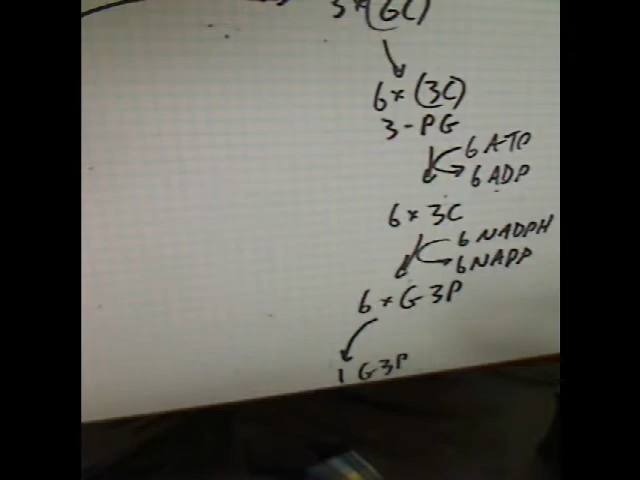 3*(6C)
6*(3C)
3-PG
6 ATP
6 ADP
6*3C
6 NADPH
6 NAPP
6*G3P
1 G3P